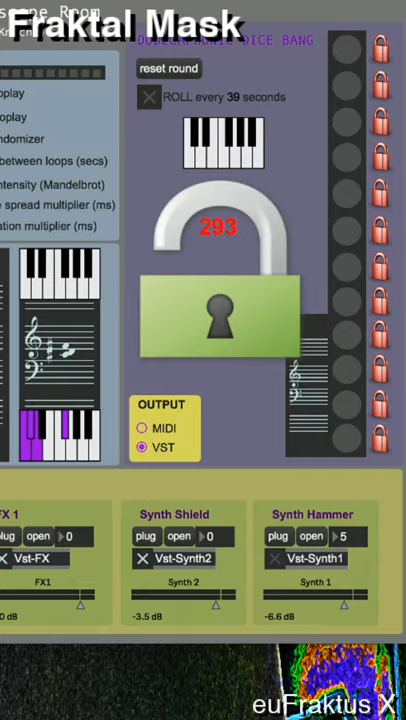 scape Room
Fraktal Mask
DODECAPHONIC DICE BANG
reset round
oplay
ROLL every 39 seconds
oplay
ndomizer
between loops (secs)
ntensity (Mandelbrot)
e spread multiplier (ms)
ation multiplier (ms)
293
OUTPUT
MIDI
VST
FX 1
Synth Shield
Synth Hammer
plug open 0
plug open 0
plug open 5
Vst-FX
Vst-Synth2
Vst-Synth1
FX1
Synth 2
Synth 1
0 dB
-3.5 dB
-6.6 dB
euFraktus X